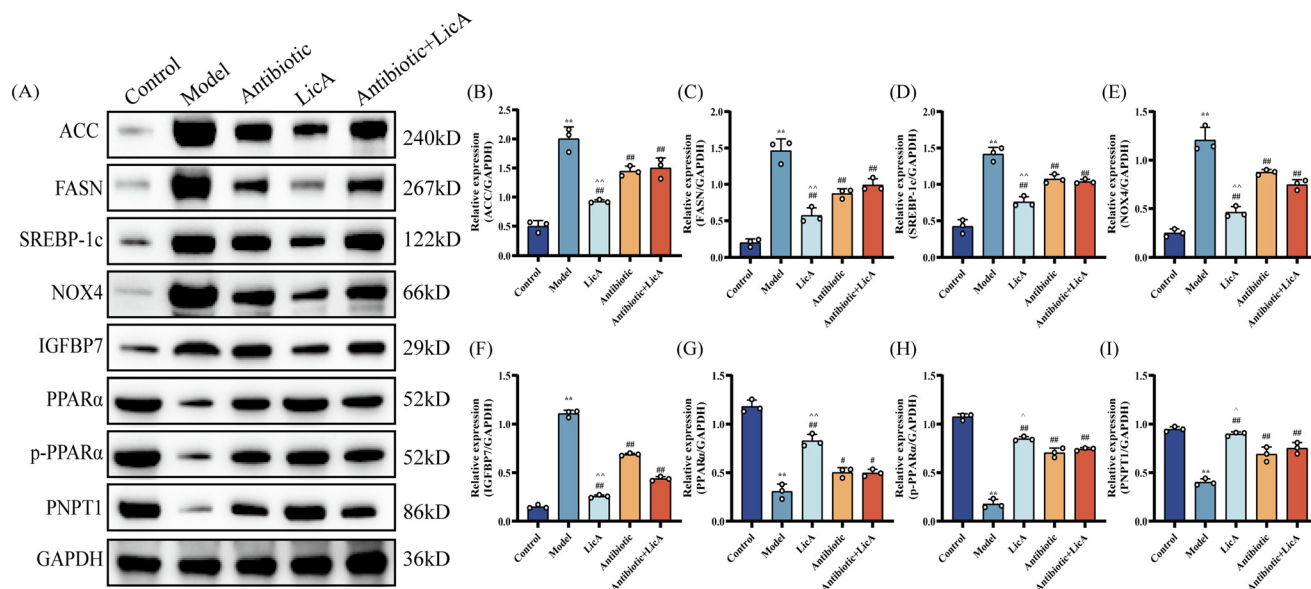 (A)
Control
Model
Antibiotic
LicA
Antibiotic+LicA
ACC 240kD
FASN 267kD
SREBP-1c 122kD
NOX4 66kD
IGFBP7 29kD
PPARα 52kD
p-PPARα 52kD
PNPT1 86kD
GAPDH 36kD
(B)
Relative expression
(ACC/GAPDH)
2.5
2.0
1.5
1.0
0.5
0.0
**
^^
##
##
##
Control
Model
LicA
Antibiotic
Antibiotic+LicA
(C)
Relative expression
(FASN/GAPDH)
2.0
1.5
1.0
0.5
0.0
**
^^
##
##
##
Control
Model
LicA
Antibiotic
Antibiotic+LicA
(D)
Relative expression
(SREBP-1c/GAPDH)
2.0
1.5
1.0
0.5
0.0
**
^^
##
##
##
Control
Model
LicA
Antibiotic
Antibiotic+LicA
(E)
Relative expression
(NOX4/GAPDH)
1.5
1.0
0.5
0.0
**
^^
##
##
##
Control
Model
LicA
Antibiotic
Antibiotic+LicA
(F)
Relative expression
(IGFBP7/GAPDH)
1.5
1.0
0.5
0.0
**
^^
##
##
##
Control
Model
LicA
Antibiotic
Antibiotic+LicA
(G)
Relative expression
(PPARα/GAPDH)
1.5
1.0
0.5
0.0
**
^^
##
#
#
Control
Model
LicA
Antibiotic
Antibiotic+LicA
(H)
Relative expression
(p-PPARα/GAPDH)
1.5
1.0
0.5
0.0
**
^
##
##
##
Control
Model
LicA
Antibiotic
Antibiotic+LicA
(I)
Relative expression
(PNPT1/GAPDH)
1.5
1.0
0.5
0.0
**
^
##
##
##
Control
Model
LicA
Antibiotic
Antibiotic+LicA